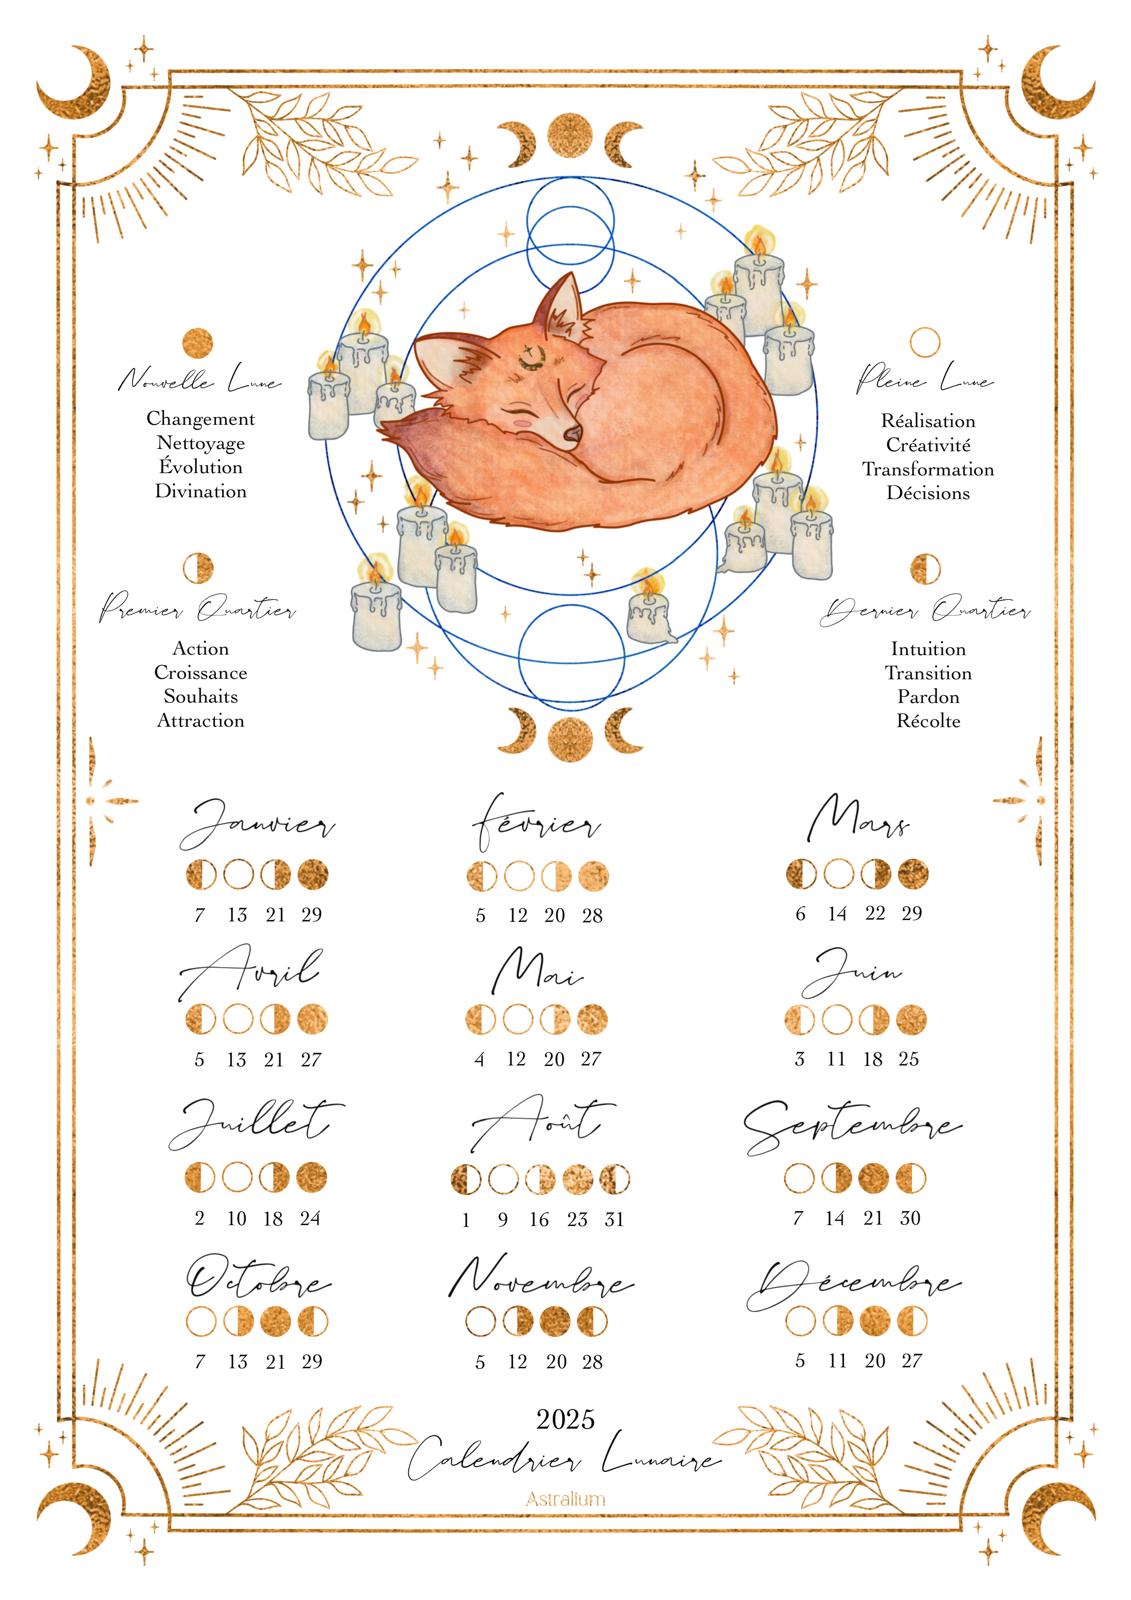 Nouvelle Lune
Changement
Nettoyage
Évolution
Divination
Premier Quartier
Action
Croissance
Souhaits
Attraction
Pleine Lune
Réalisation
Créativité
Transformation
Décisions
Dernier Quartier
Intuition
Transition
Pardon
Récolte
Janvier
7 13 21 29
février
5 12 20 28
Mars
6 14 22 29
Avril
5 13 21 27
Mai
4 12 20 27
Juin
3 11 18 25
Juillet
2 10 18 24
Août
1 9 16 23 31
Septembre
7 14 21 30
Octobre
7 13 21 29
Novembre
5 12 20 28
Décembre
5 11 20 27
2025
Calendrier Lunaire
Astralium